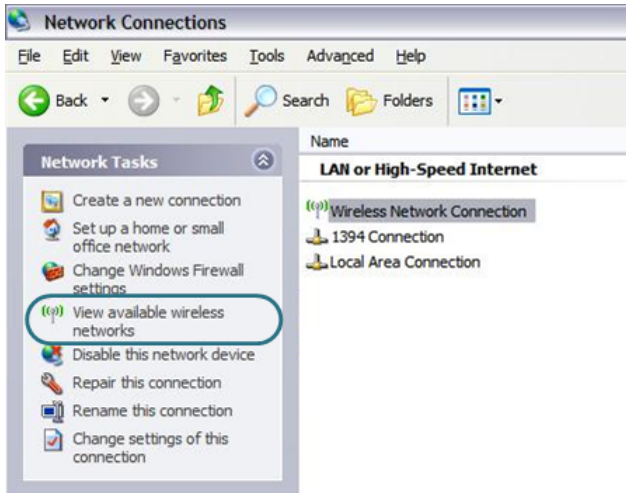 Network Connections
File Edit View Favorites Tools Advanced Help
Back Search Folders
Name
Network Tasks
LAN or High-Speed Internet
Create a new connection
Set up a home or small
office network
Change Windows Firewall
settings
View available wireless
networks
Disable this network device
Repair this connection
Rename this connection
Change settings of this
connection
Wireless Network Connection
1394 Connection
Local Area Connection